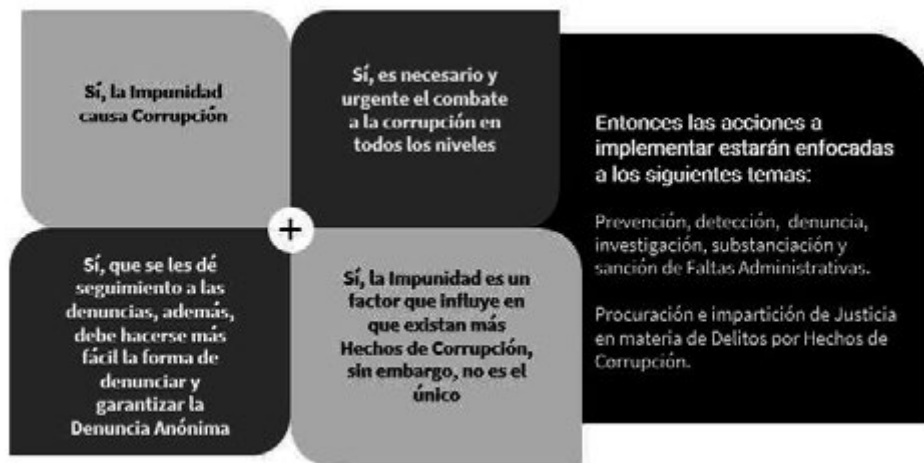 Sí, la Impunidad
causa Corrupción
Sí, es necesario y
urgente el combate
a la corrupción en
todos los niveles
+
Sí, que se les dé
seguimiento a las
denuncias, además,
debe hacerse más
fácil la forma de
denunciar y
garantizar la
Denuncia Anónima
Sí, la Impunidad es un
factor que influye en
que existan más
Hechos de Corrupción,
sin embargo, no es el
único
Entonces las acciones a
implementar estarán enfocadas
a los siguientes temas:
Prevención, detección, denuncia,
investigación, substanciación y
sanción de Faltas Administrativas.
Procuración e impartición de Justicia
en materia de Delitos por Hechos de
Corrupción.